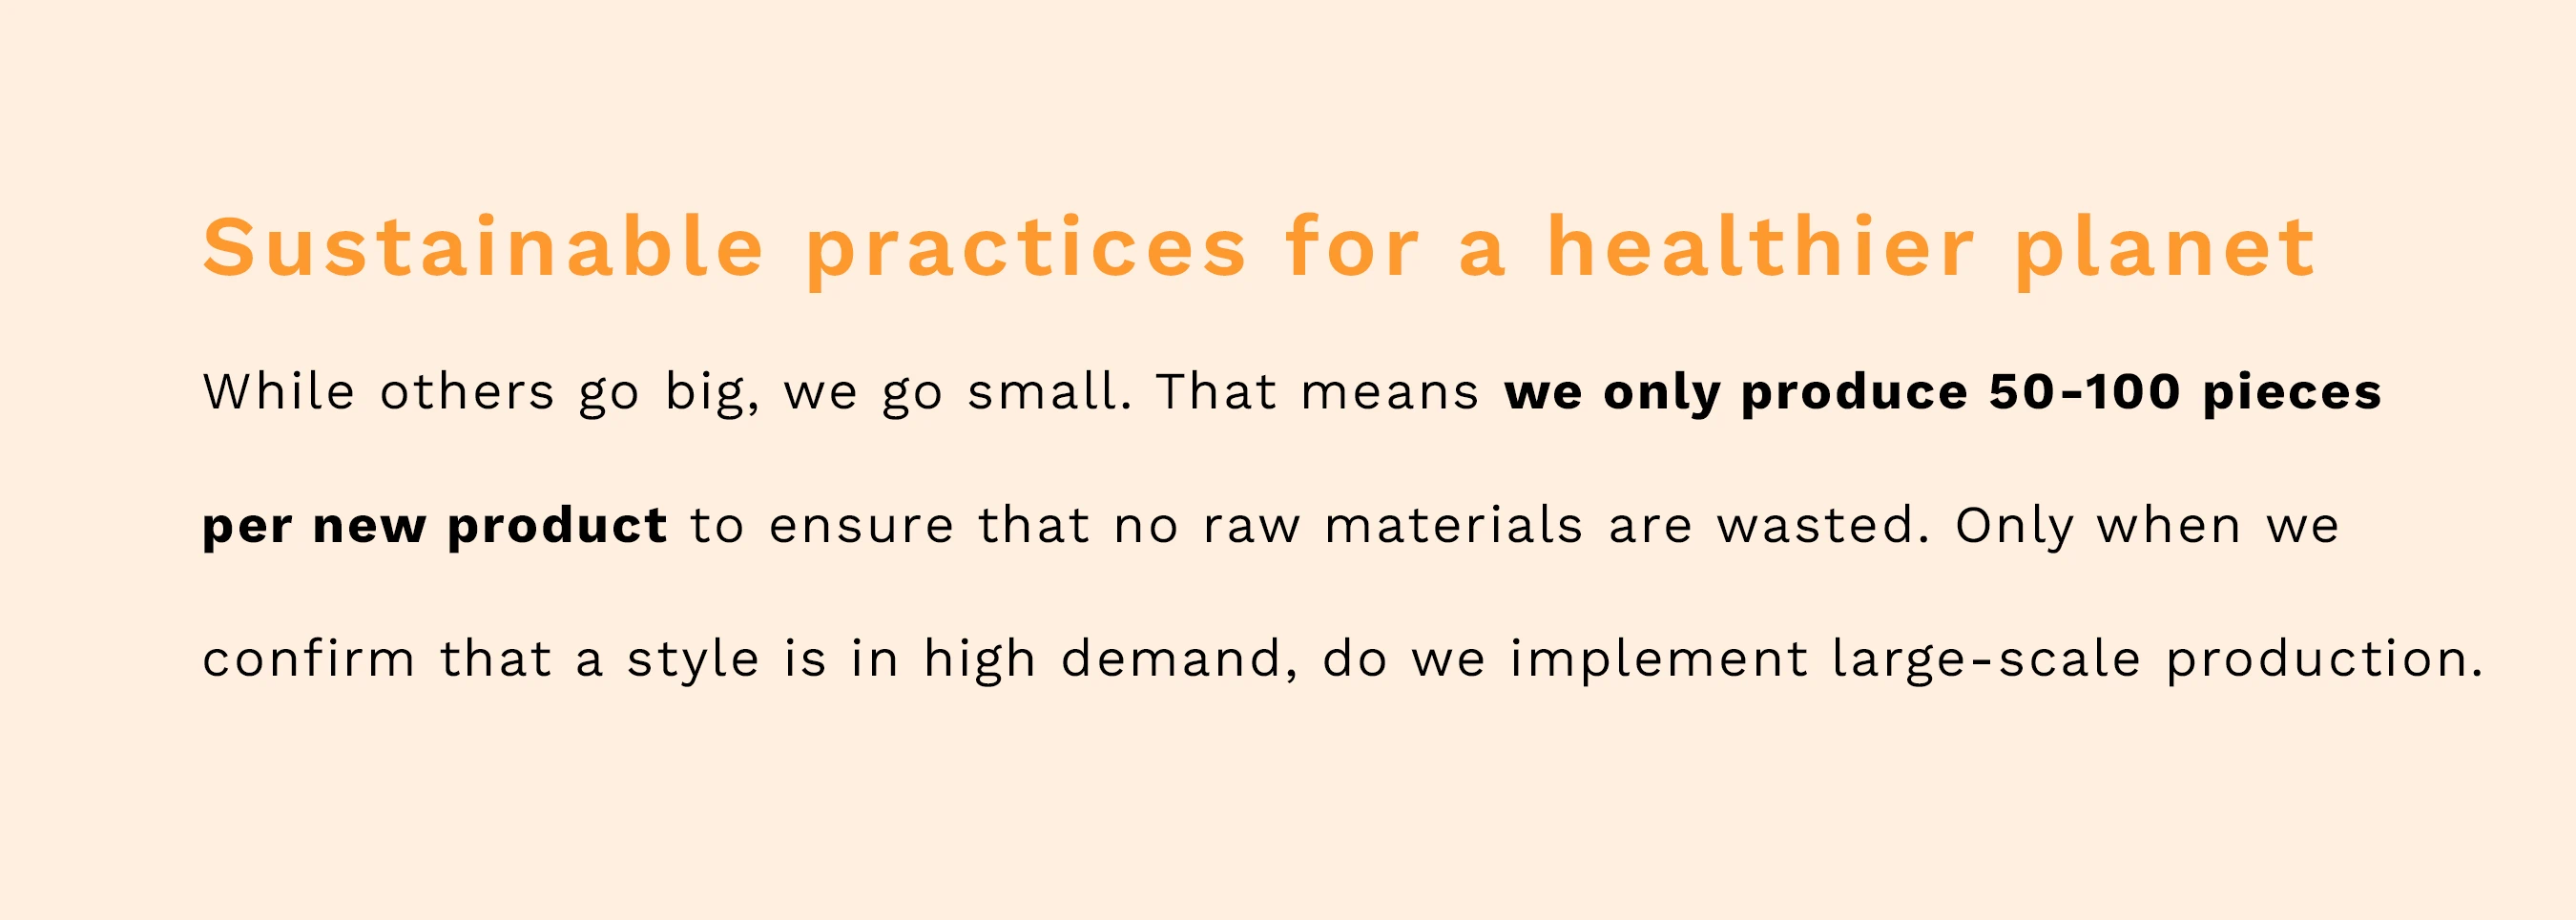 Sustainable practices for a healthier planet
While others go big, we go small. That means we only produce 50-100 pieces
per new product to ensure that no raw materials are wasted. Only when we
confirm that a style is in high demand, do we implement large-scale production.